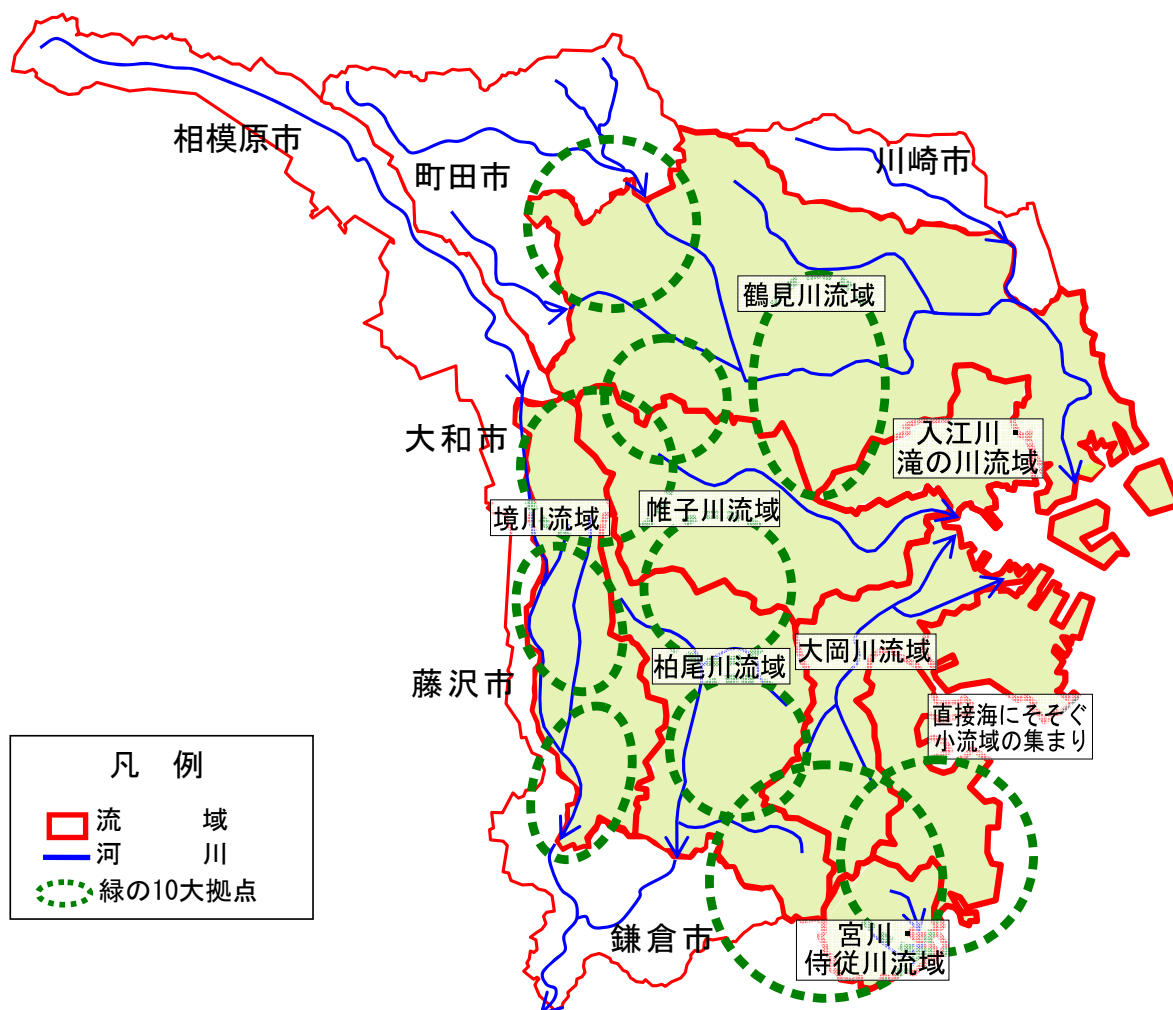 相模原市
町田市
川崎市
鶴見川流域
大和市
入江川・
滝の川流域
境川流域
帷子川流域
藤沢市
柏尾川流域
大岡川流域
直接海にそそぐ
小流域の集まり
鎌倉市
宮川・
侍従川流域
凡 例
流 域
河 川
緑の10大拠点